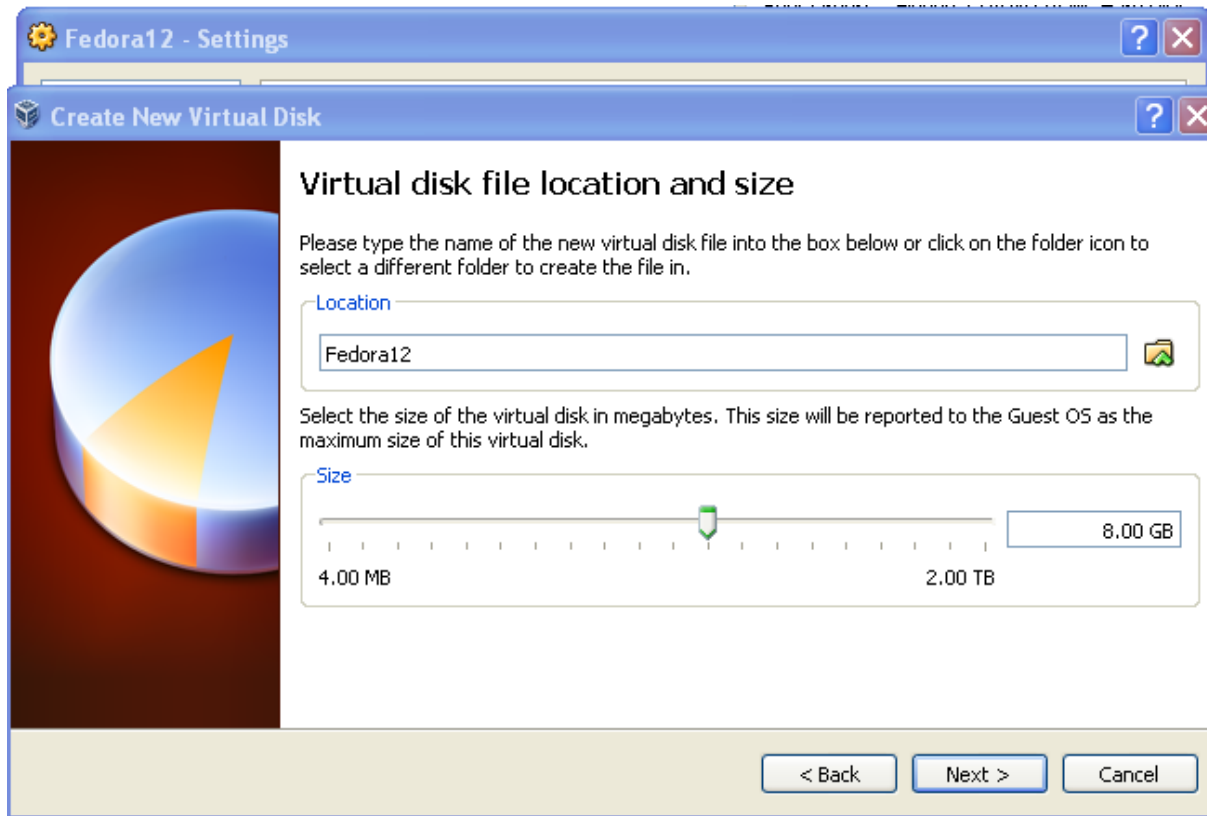 Fedora12 - Settings
Create New Virtual Disk
Virtual disk file location and size
Please type the name of the new virtual disk file into the box below or click on the folder icon to
select a different folder to create the file in.
Location
Fedora12
Select the size of the virtual disk in megabytes. This size will be reported to the Guest OS as the
maximum size of this virtual disk.
Size
8.00 GB
4.00 MB
2.00 TB
< Back
Next >
Cancel